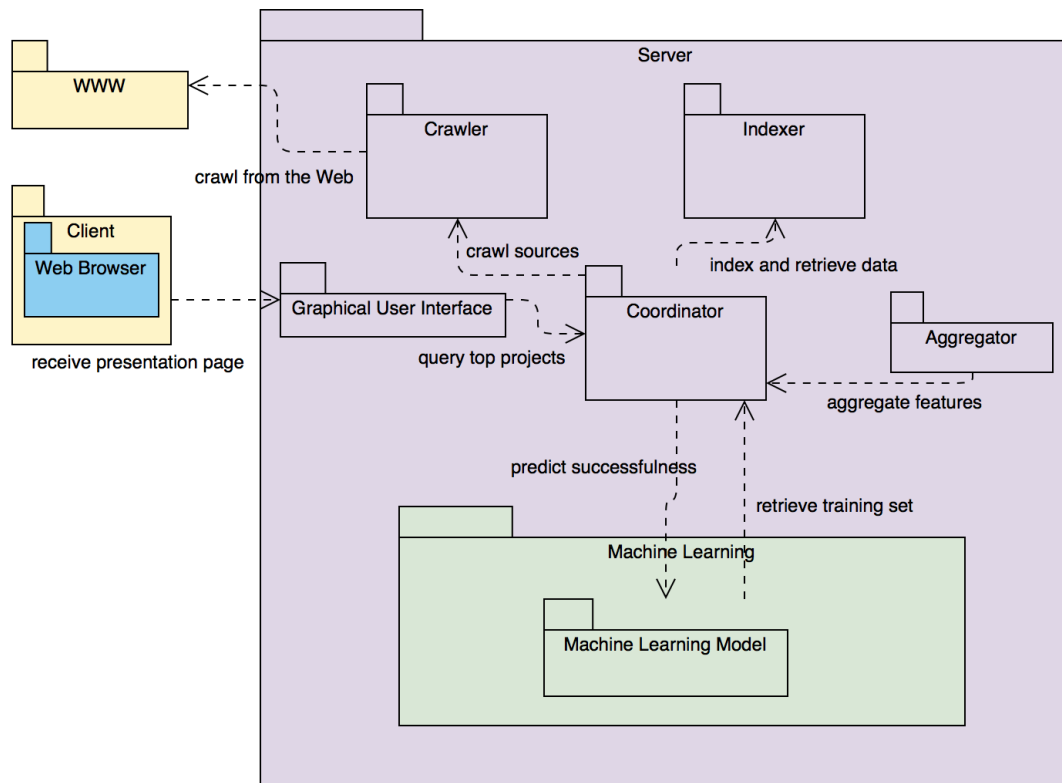 Server
WWW
Crawler
Indexer
crawl from the Web
Client
Web Browser
crawl sources
index and retrieve data
Graphical User Interface
Coordinator
Aggregator
receive presentation page
query top projects
aggregate features
predict successfulness
retrieve training set
Machine Learning
Machine Learning Model